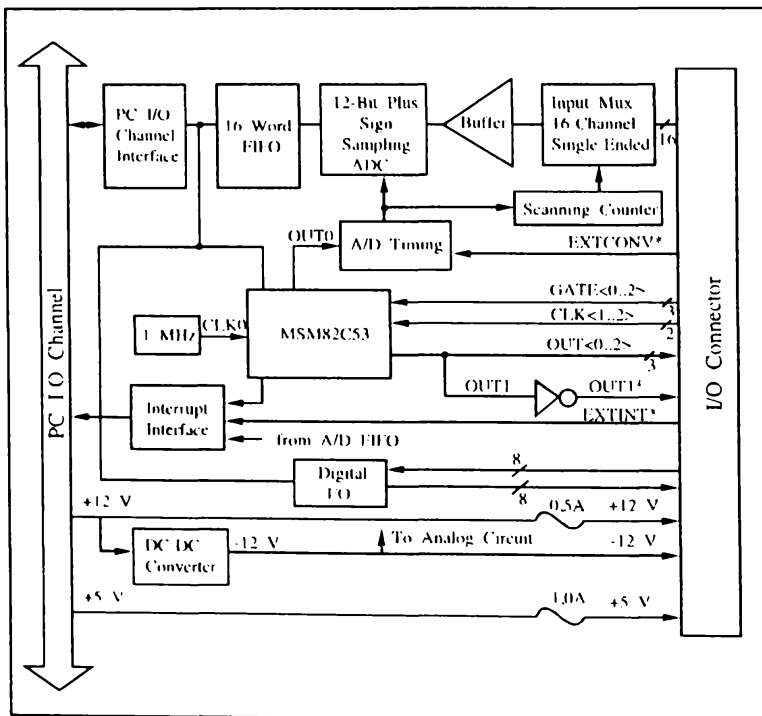 PC I/O
Channel
Interface
16 Word
FIFO
12-Bit Plus
Sign
Sampling
ADC
Buffer
Input Mux
16 Channel
Single Ended
16
Scanning Counter
OUT0
A/D Timing
EXTCONV*
GATE<0..2>
3
1 MHz
CLK0
MSM82C53
CLK<1..2>
2
OUT<0..2>
3
OUT1
OUT1*
Interrupt
Interface
EXTINT*
from A/D FIFO
8
Digital
I/O
8
+12 V
0.5A
+12 V
DC-DC
Converter
-12 V
To Analog Circuit
-12 V
+5 V
1.0A
+5 V
PC I/O Channel
I/O Connector